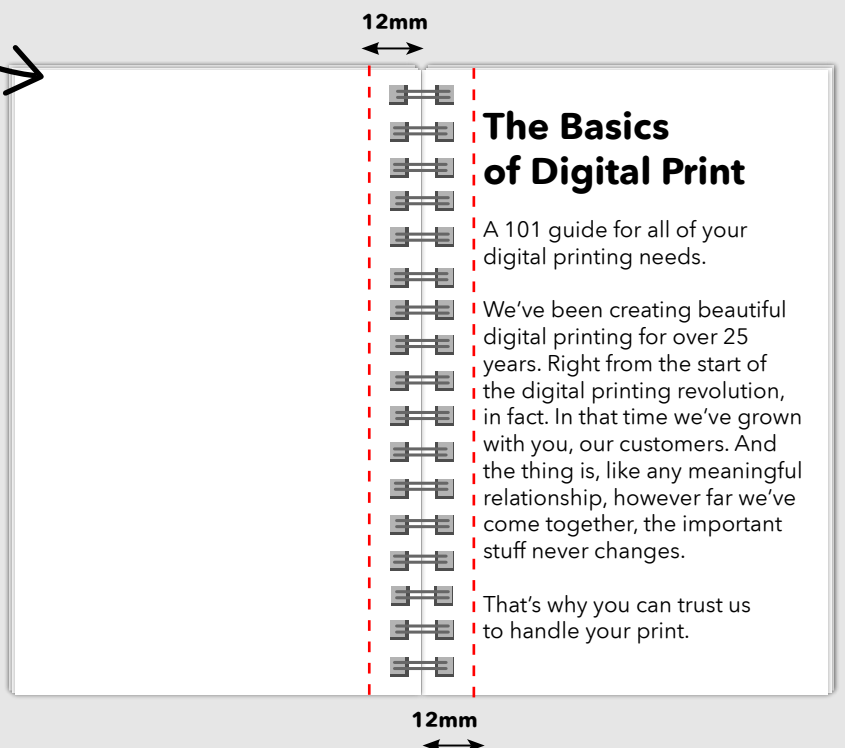 12mm
The Basics
of Digital Print
A 101 guide for all of your
digital printing needs.
We’ve been creating beautiful
digital printing for over 25
years. Right from the start of
the digital printing revolution,
in fact. In that time we’ve grown
with you, our customers. And
the thing is, like any meaningful
relationship, however far we’ve
come together, the important
stuff never changes.
That’s why you can trust us
to handle your print.
12mm